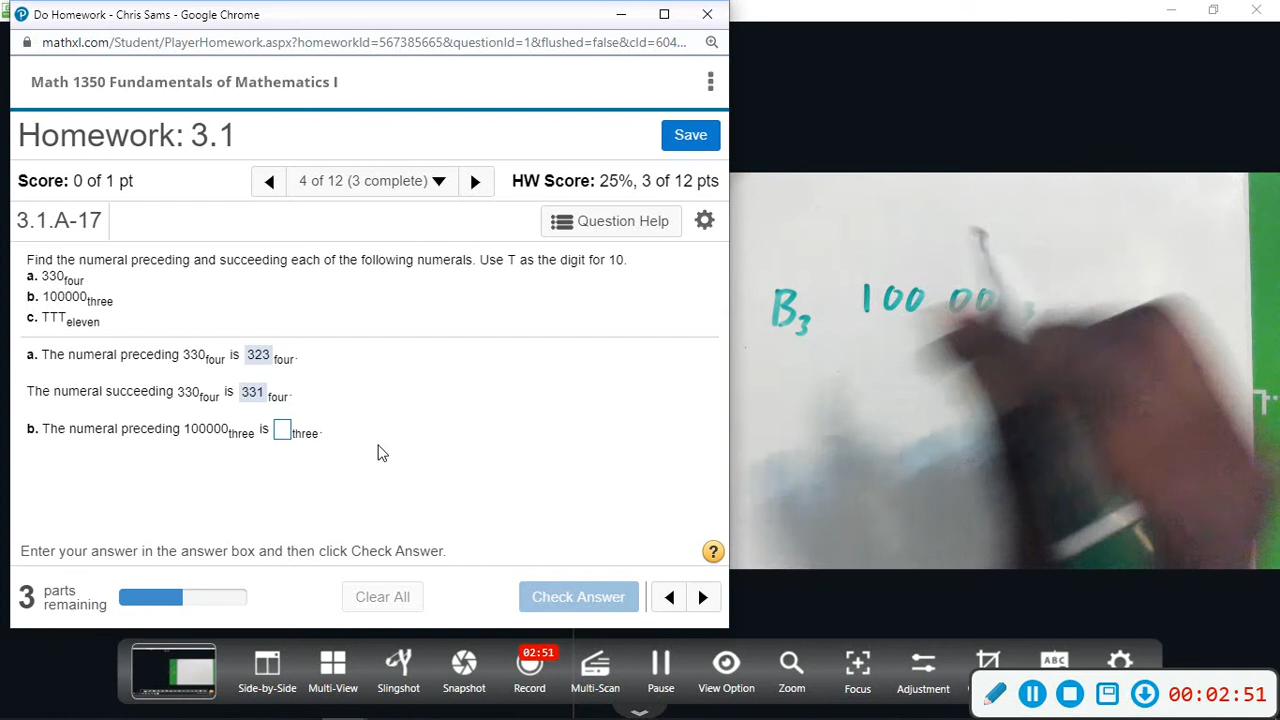 Do Homework - Chris Sams - Google Chrome
mathxl.com/Student/PlayerHomework.aspx?homeworkId=567385665&questionId=1&flushed=false&cId=604...
Math 1350 Fundamentals of Mathematics I
Homework: 3.1
Save
Score: 0 of 1 pt
4 of 12 (3 complete)
HW Score: 25%, 3 of 12 pts
3.1.A-17
Question Help
Find the numeral preceding and succeeding each of the following numerals. Use T as the digit for 10.
a. 330four
b. 100000three
c. TTTeleven
a. The numeral preceding 330four is 323 four.
The numeral succeeding 330four is 331 four.
b. The numeral preceding 100000three is three.
Enter your answer in the answer box and then click Check Answer.
?
3 parts remaining
Clear All
Check Answer
B3 100 00
02:51
ABC
Side-by-Side
Multi-View
Slingshot
Snapshot
Record
Multi-Scan
Pause
View Option
Zoom
Focus
Adjustment
00:02:51